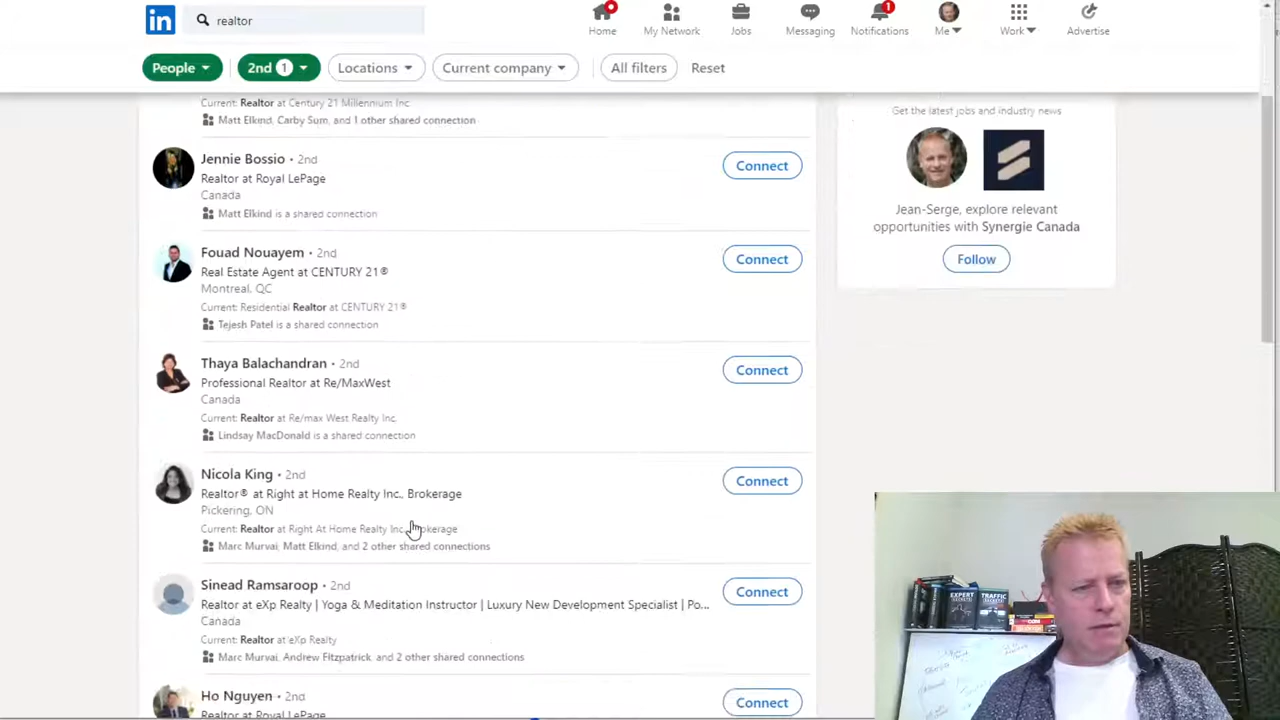 in
realtor
Home
My Network
Jobs
Messaging
1
Notifications
Me
Work
Advertise
People
2nd 1
Locations
Current company
All filters
Reset
Current: Realtor at Century 21 Millennium Inc.
Matt Elkind, Carby Sum, and 1 other shared connection
Jennie Bossio • 2nd
Realtor at Royal LePage
Canada
Matt Elkind is a shared connection
Connect
Fouad Nouayem • 2nd
Real Estate Agent at CENTURY 21®
Montreal, QC
Current: Residential Realtor at CENTURY 21®
Tejesh Patel is a shared connection
Connect
Thaya Balachandran • 2nd
Professional Realtor at Re/MaxWest
Canada
Current: Realtor at Re/max West Realty Inc.
Lindsay MacDonald is a shared connection
Connect
Nicola King • 2nd
Realtor® at Right at Home Realty Inc., Brokerage
Pickering, ON
Current: Realtor at Right At Home Realty Inc., Brokerage
Marc Murvai, Matt Elkind, and 2 other shared connections
Connect
Sinead Ramsaroop • 2nd
Realtor at eXp Realty | Yoga & Meditation Instructor | Luxury New Development Specialist | Po...
Canada
Current: Realtor at eXp Realty
Marc Murvai, Andrew Fitzpatrick, and 2 other shared connections
Connect
Ho Nguyen • 2nd
Realtor at Royal LePage
Connect
Get the latest jobs and industry news
Jean-Serge, explore relevant
opportunities with Synergie Canada
Follow
EXPERT
SECRETS
TRAFFIC
SECRETS